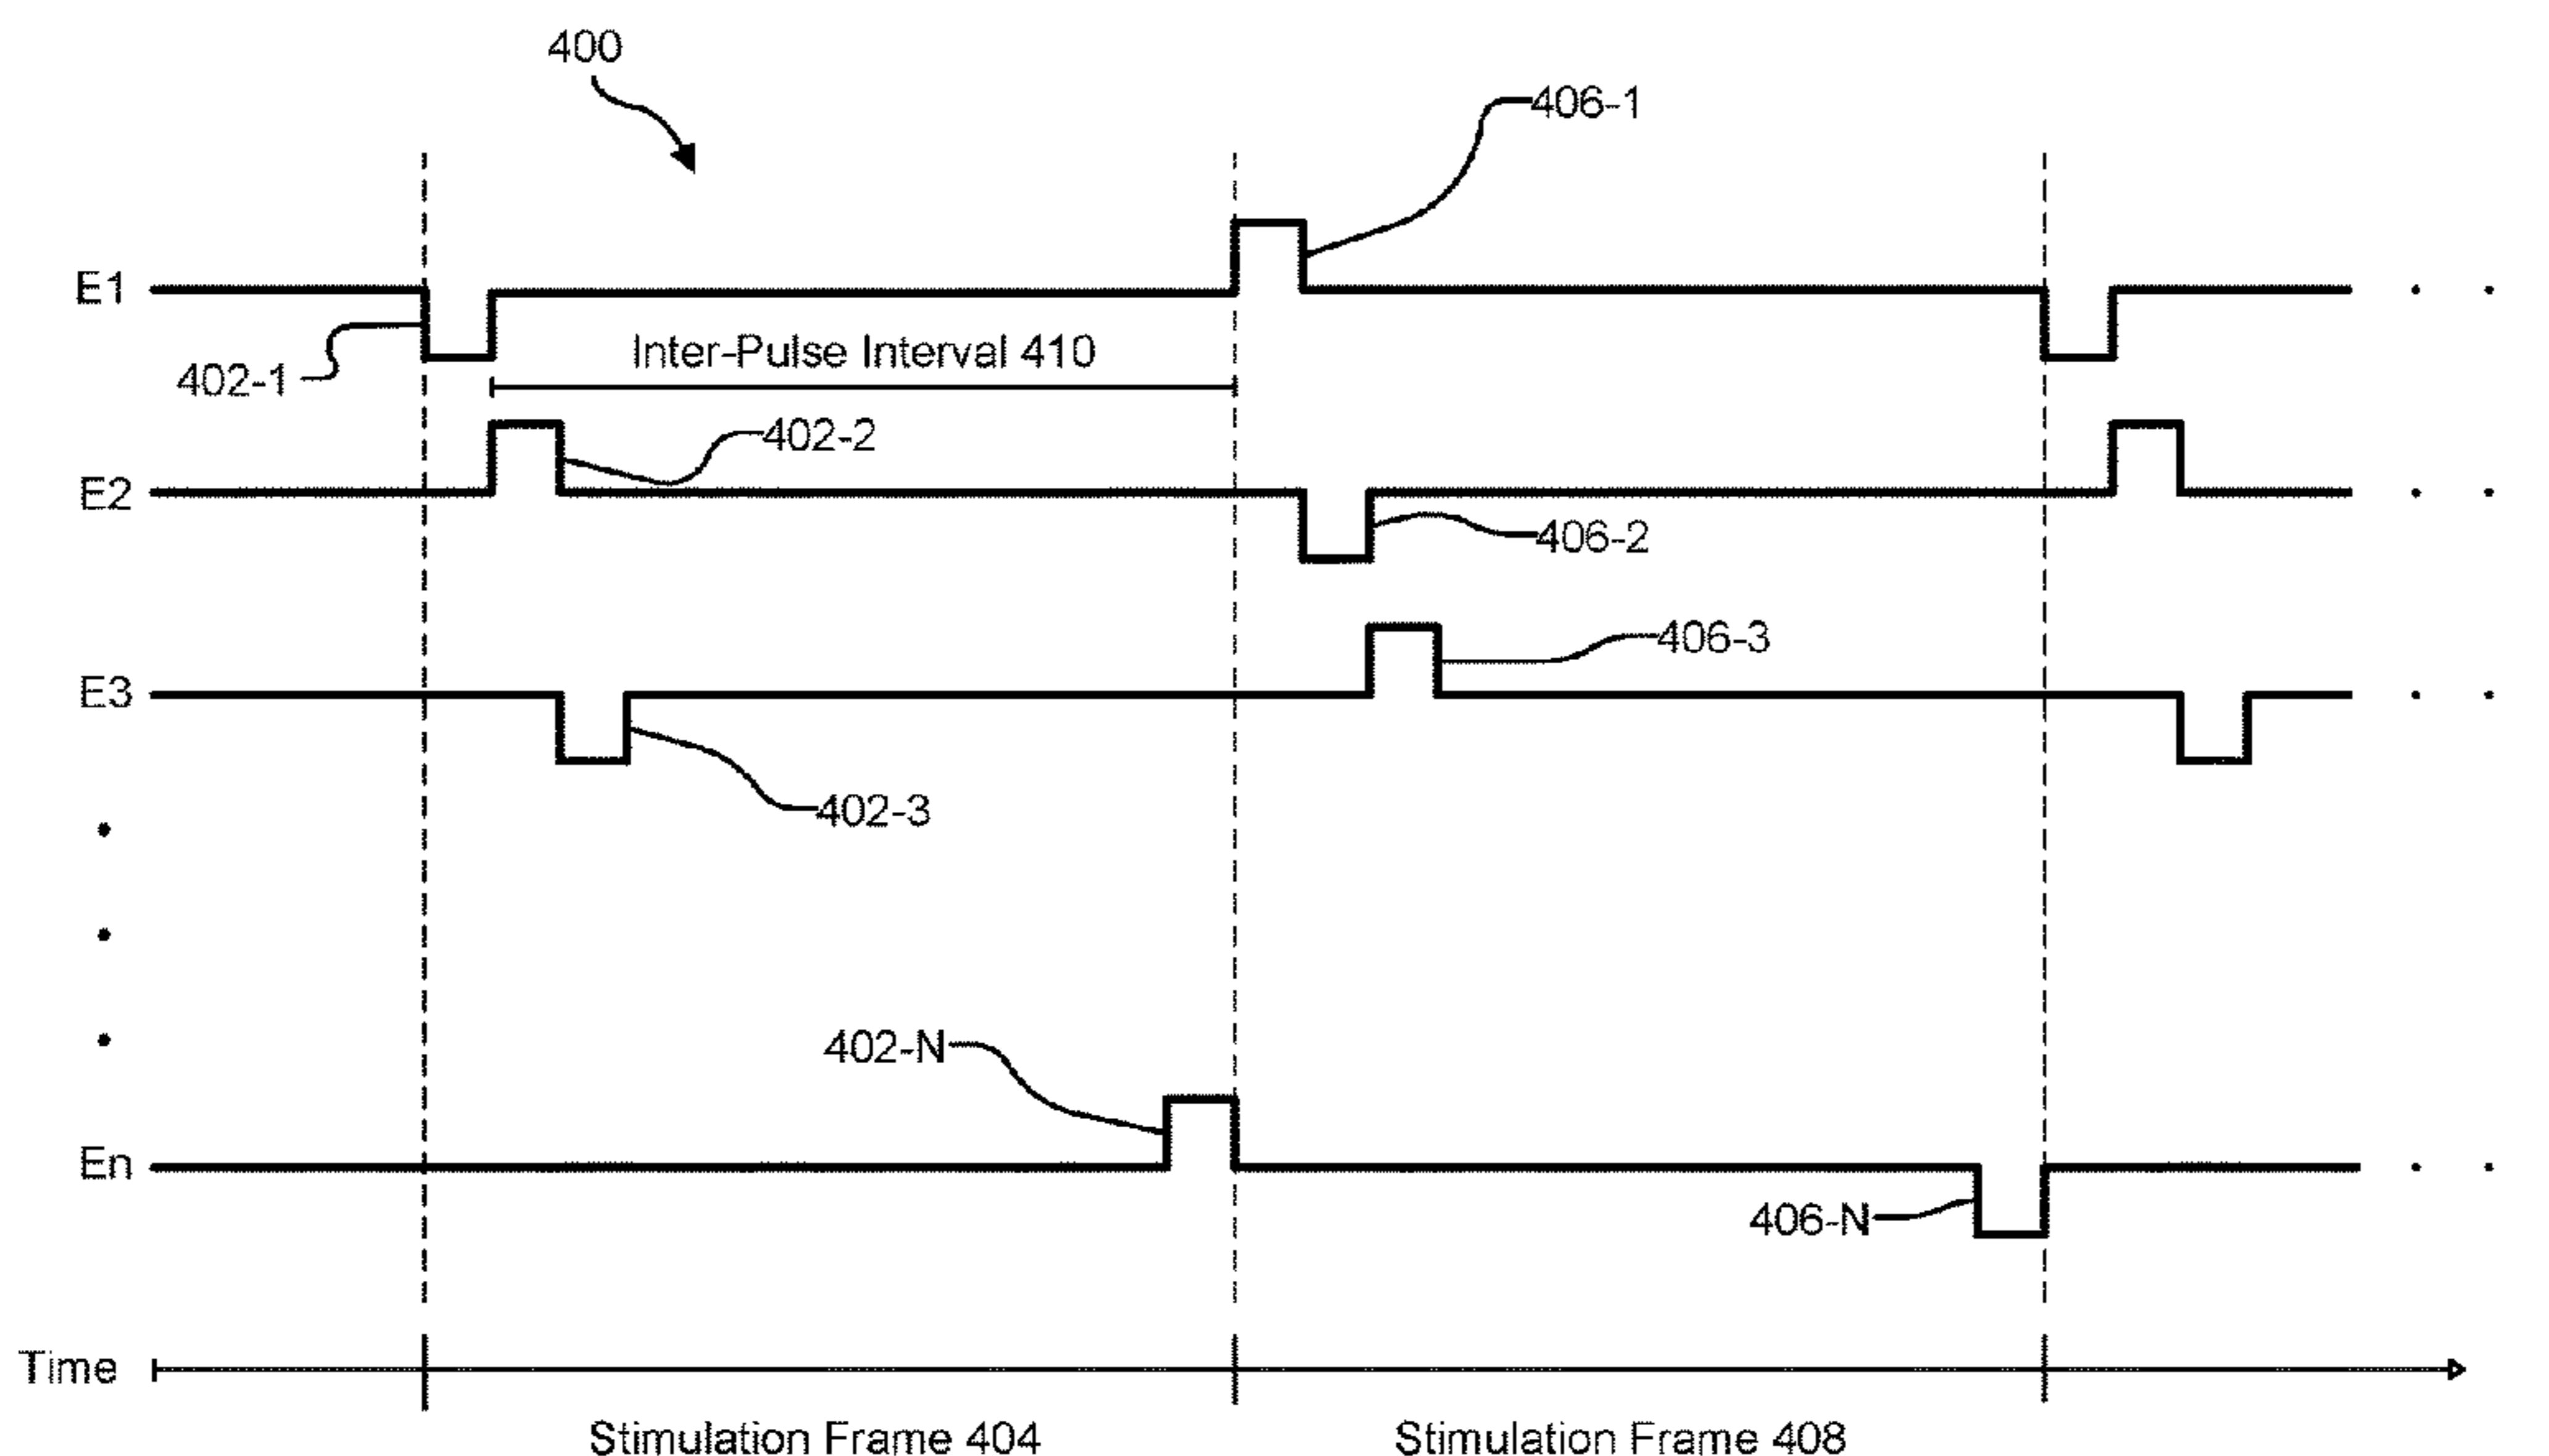 400
406-1
E1
Inter-Pulse Interval 410
402-1
402-2
E2
406-2
406-3
E3
402-3
402-N
En
406-N
Time
Stimulation Frame 404
Stimulation Frame 408